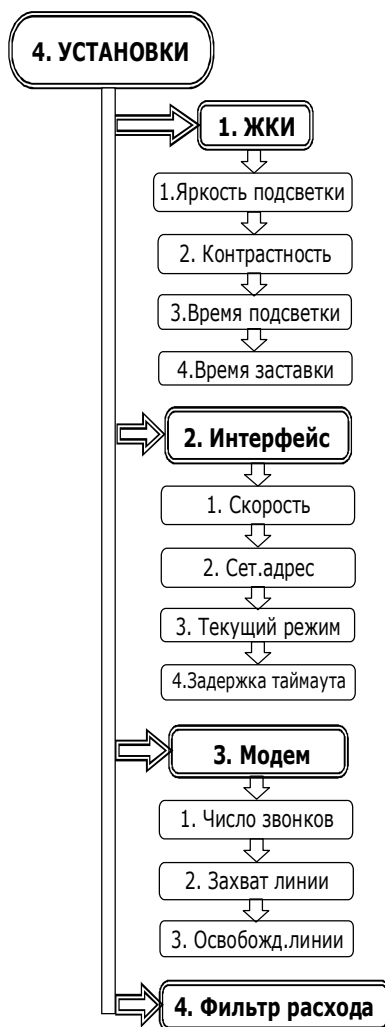 4. УСТАНОВКИ
1. ЖКИ
1.Яркость подсветки
2. Контрастность
3.Время подсветки
4.Время заставки
2. Интерфейс
1. Скорость
2. Сет.адрес
3. Текущий режим
4.Задержка таймаута
3. Модем
1. Число звонков
2. Захват линии
3. Освобожд.линии
4. Фильтр расхода